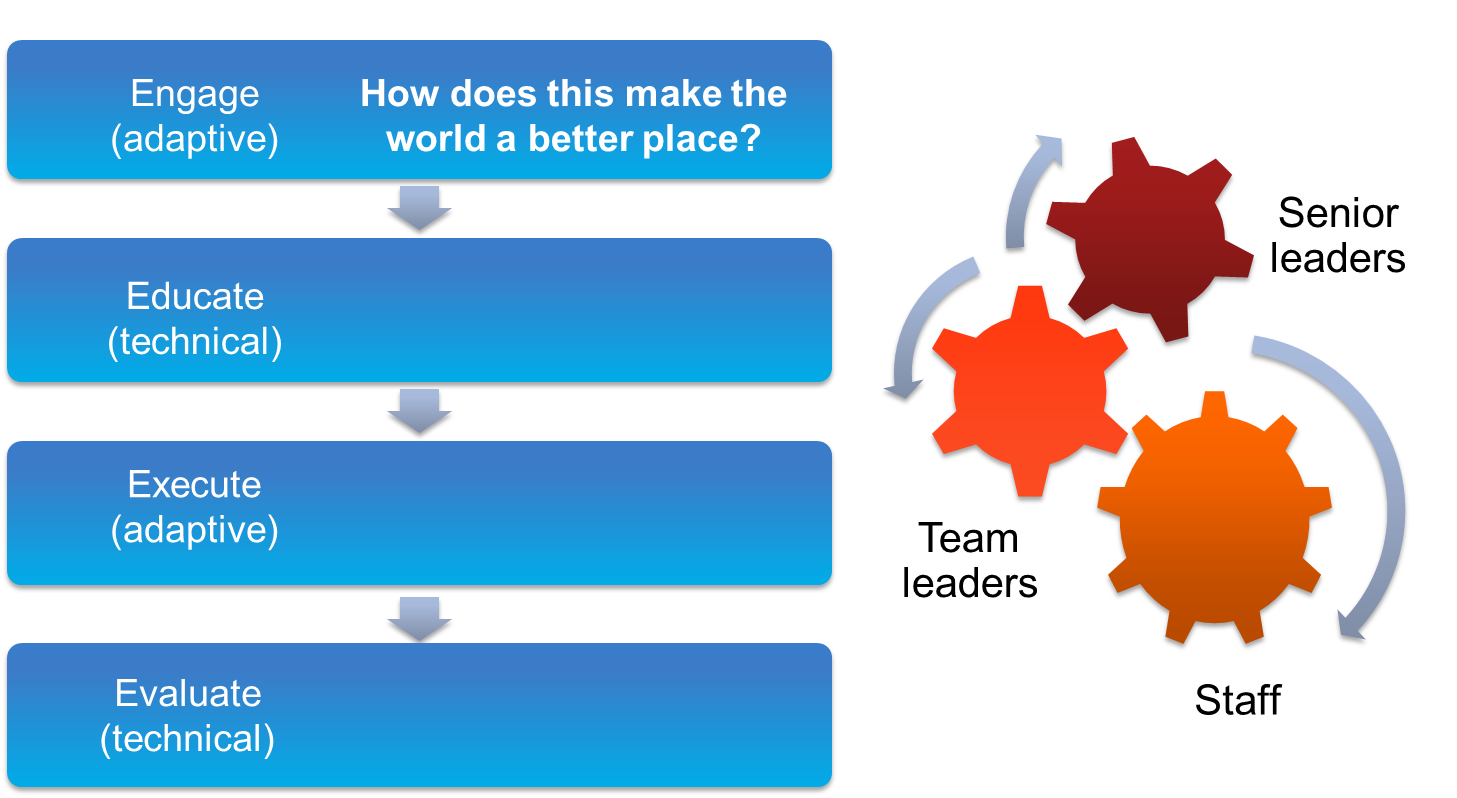 Engage
(adaptive)
How does this make the
world a better place?
Educate
(technical)
Execute
(adaptive)
Evaluate
(technical)
Senior
leaders
Team
leaders
Staff